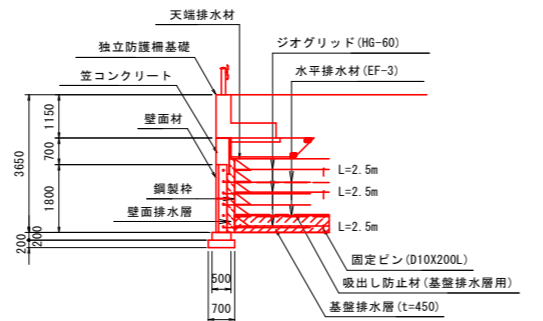 天端排水材
ジオグリッド(HG-60)
独立防護柵基礎
水平排水材(EF-3)
笠コンクリート
壁面材
1150
700
3650
1800
L=2.5m
鋼製枠
L=2.5m
壁面排水層
L=2.5m
200
200
固定ピン(D10X200L)
500
吸出し防止材(基盤排水層用)
700
基盤排水層(t=450)